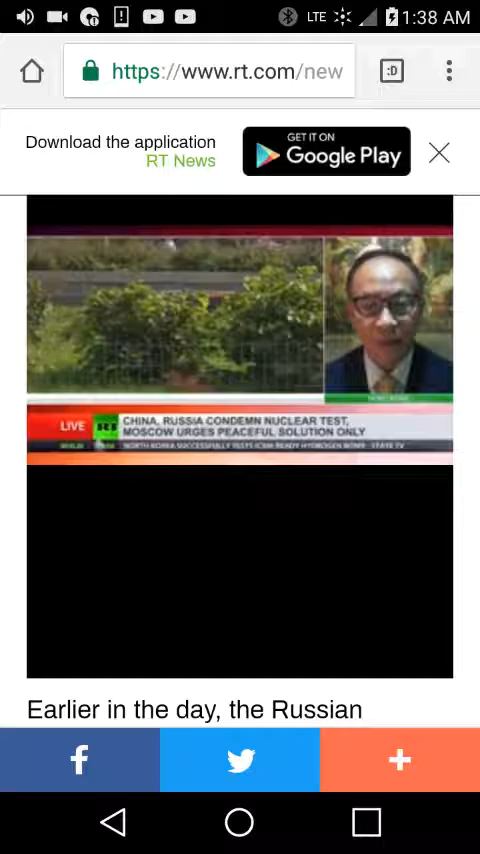 LTE
1:38 AM
https://www.rt.com/new
:D
Download the application
RT News
GET IT ON
Google Play
LIVE
RT
CHINA, RUSSIA CONDEMN NUCLEAR TEST,
MOSCOW URGES PEACEFUL SOLUTION ONLY
NORTH KOREA SUCCESSFULLY TESTS ICBM-READY HYDROGEN BOMB - STATE TV
Earlier in the day, the Russian